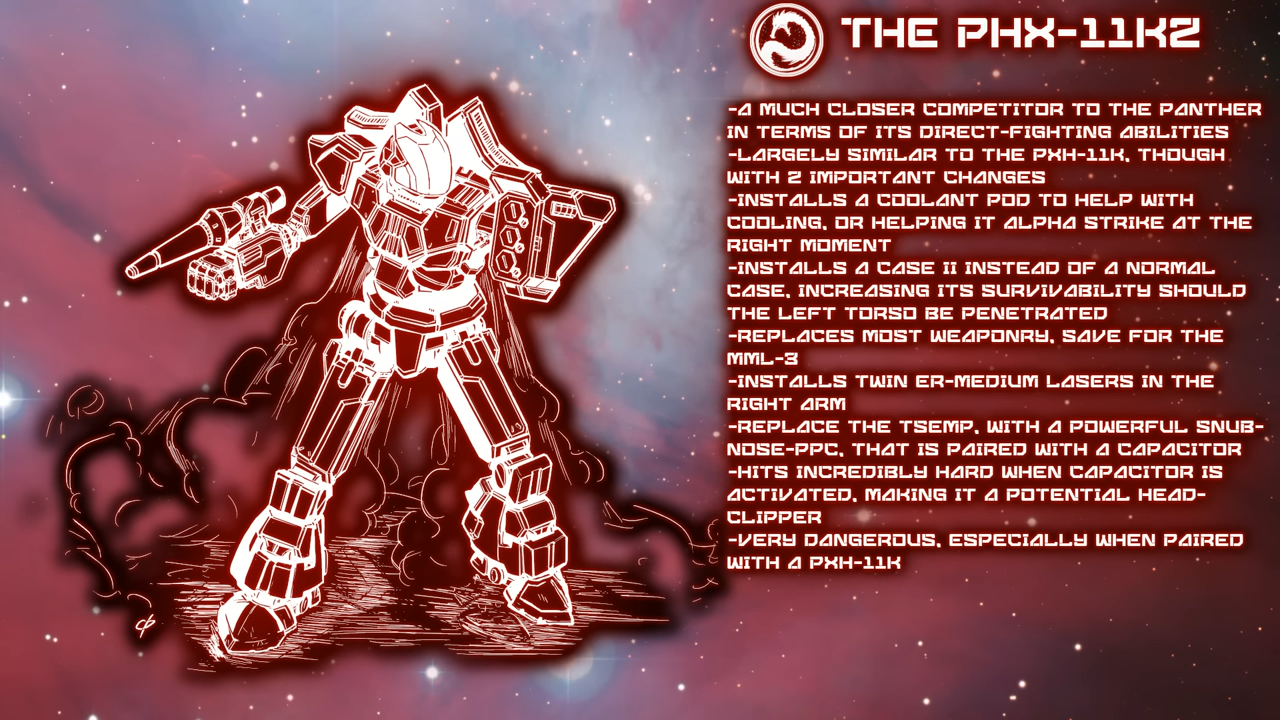 THE PHX-11K2
-A MUCH CLOSER COMPETITOR TO THE PANTHER
IN TERMS OF ITS DIRECT-FIGHTING ABILITIES
-LARGELY SIMILAR TO THE PXH-11K, THOUGH
WITH 2 IMPORTANT CHANGES
-INSTALLS A COOLANT POD TO HELP WITH
COOLING, OR HELPING IT ALPHA STRIKE AT THE
RIGHT MOMENT
-INSTALLS A CASE II INSTEAD OF A NORMAL
CASE, INCREASING ITS SURVIVABILITY SHOULD
THE LEFT TORSO BE PENETRATED
-REPLACES MOST WEAPONRY, SAVE FOR THE
MML-3
-INSTALLS TWIN ER-MEDIUM LASERS IN THE
RIGHT ARM
-REPLACE THE TSEMP, WITH A POWERFUL SNUB-
NOSE-PPC, THAT IS PAIRED WITH A CAPACITOR
-HITS INCREDIBLY HARD WHEN CAPACITOR IS
ACTIVATED, MAKING IT A POTENTIAL HEAD-
CLIPPER
-VERY DANGEROUS, ESPECIALLY WHEN PAIRED
WITH A PXH-11K